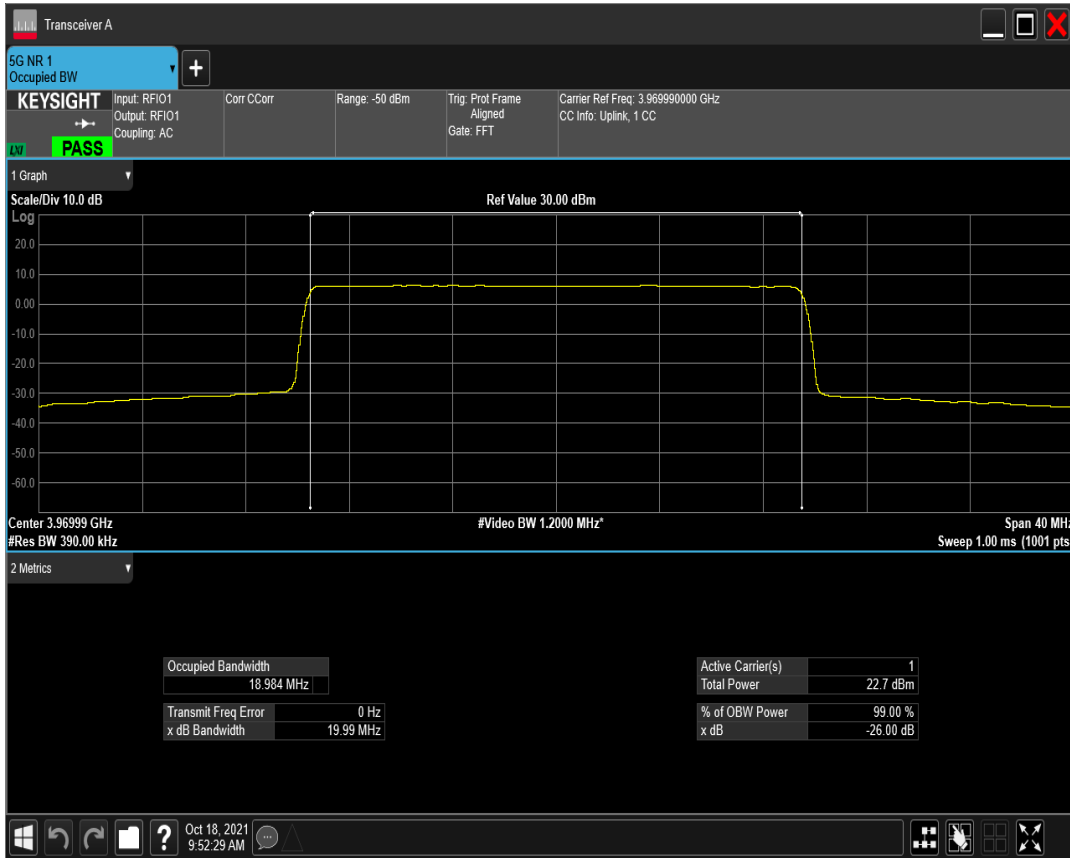 Transceiver A
5G NR 1
Occupied BW
KEYSIGHT
Input: RFIO1
Output: RFIO1
Coupling: AC
Corr CCorr
Range: -50 dBm
Trig: Prot Frame
Aligned
Gate: FFT
Carrier Ref Freq: 3.969990000 GHz
CC Info: Uplink, 1 CC
LXI
PASS
1 Graph
Scale/Div 10.0 dB
Ref Value 30.00 dBm
Log
20.0
10.0
0.00
-10.0
-20.0
-30.0
-40.0
-50.0
-60.0
Center 3.96999 GHz
#Video BW 1.2000 MHz*
Span 40 MHz
#Res BW 390.00 kHz
Sweep 1.00 ms (1001 pts
2 Metrics
Occupied Bandwidth
18.984 MHz
Transmit Freq Error 0 Hz
x dB Bandwidth 19.99 MHz
Active Carrier(s) 1
Total Power 22.7 dBm
% of OBW Power 99.00 %
x dB -26.00 dB
?
Oct 18, 2021
9:52:29 AM